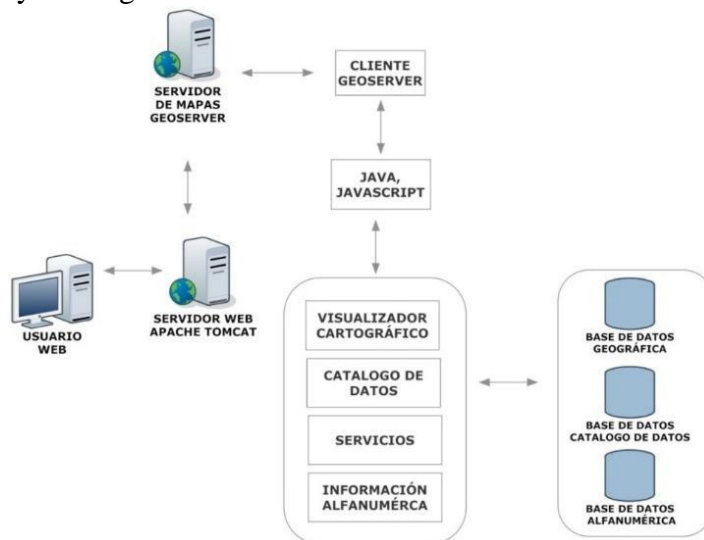 SERVIDOR
DE MAPAS
GEOSERVER
CLIENTE
GEOSERVER
JAVA,
JAVASCRIPT
USUARIO
WEB
SERVIDOR WEB
APACHE TOMCAT
VISUALIZADOR
CARTOGRÁFICO
CATALOGO DE
DATOS
SERVICIOS
INFORMACIÓN
ALFANUMÉRCA
BASE DE DATOS
GEOGRÁFICA
BASE DE DATOS
CATALOGO DE DATOS
BASE DE DATOS
ALFANUMÉRICA